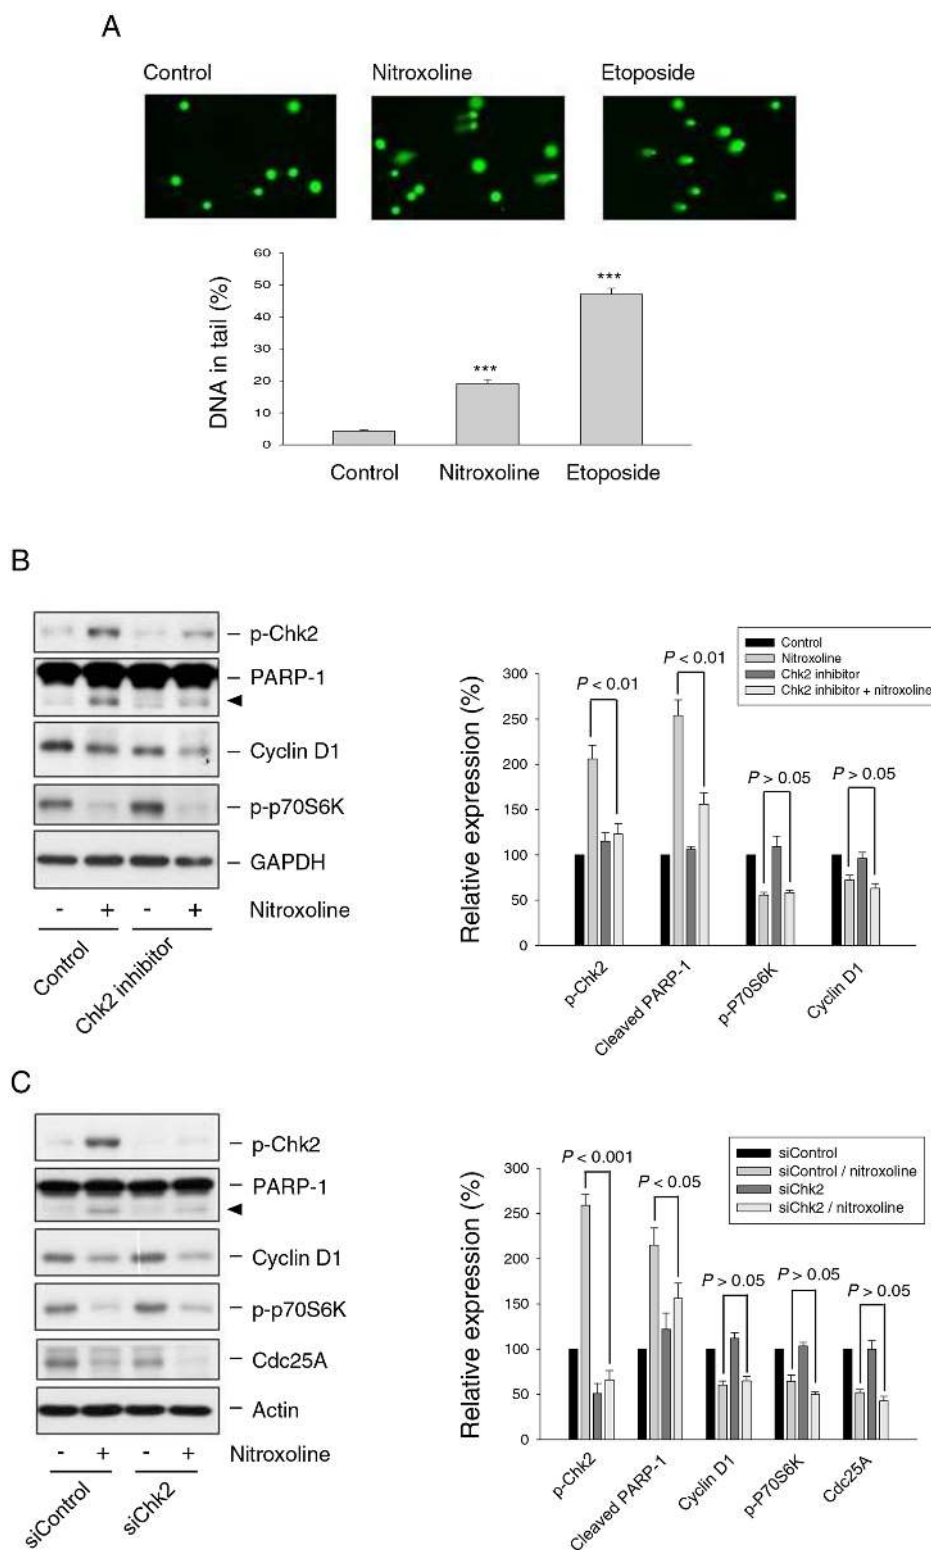 A
Control
Nitroxoline
Etoposide
DNA in tail (%)
60
50
40
30
20
10
0
***
***
Control
Nitroxoline
Etoposide
B
p-Chk2
PARP-1
Cyclin D1
p-p70S6K
GAPDH
- + - + Nitroxoline
Control
Chk2 inhibitor
Control
Nitroxoline
Chk2 inhibitor
Chk2 inhibitor + nitroxoline
Relative expression (%)
300
250
200
150
100
50
0
P < 0.01
P < 0.01
P > 0.05
P > 0.05
p-Chk2
Cleaved PARP-1
p-P70S6K
Cyclin D1
C
p-Chk2
PARP-1
Cyclin D1
p-p70S6K
Cdc25A
Actin
- + - + Nitroxoline
siControl
siChk2
siControl
siControl / nitroxoline
siChk2
siChk2 / nitroxoline
Relative expression (%)
300
250
200
150
100
50
0
P < 0.001
P < 0.05
P > 0.05
P > 0.05
P > 0.05
p-Chk2
Cleaved PARP-1
Cyclin D1
p-P70S6K
Cdc25A